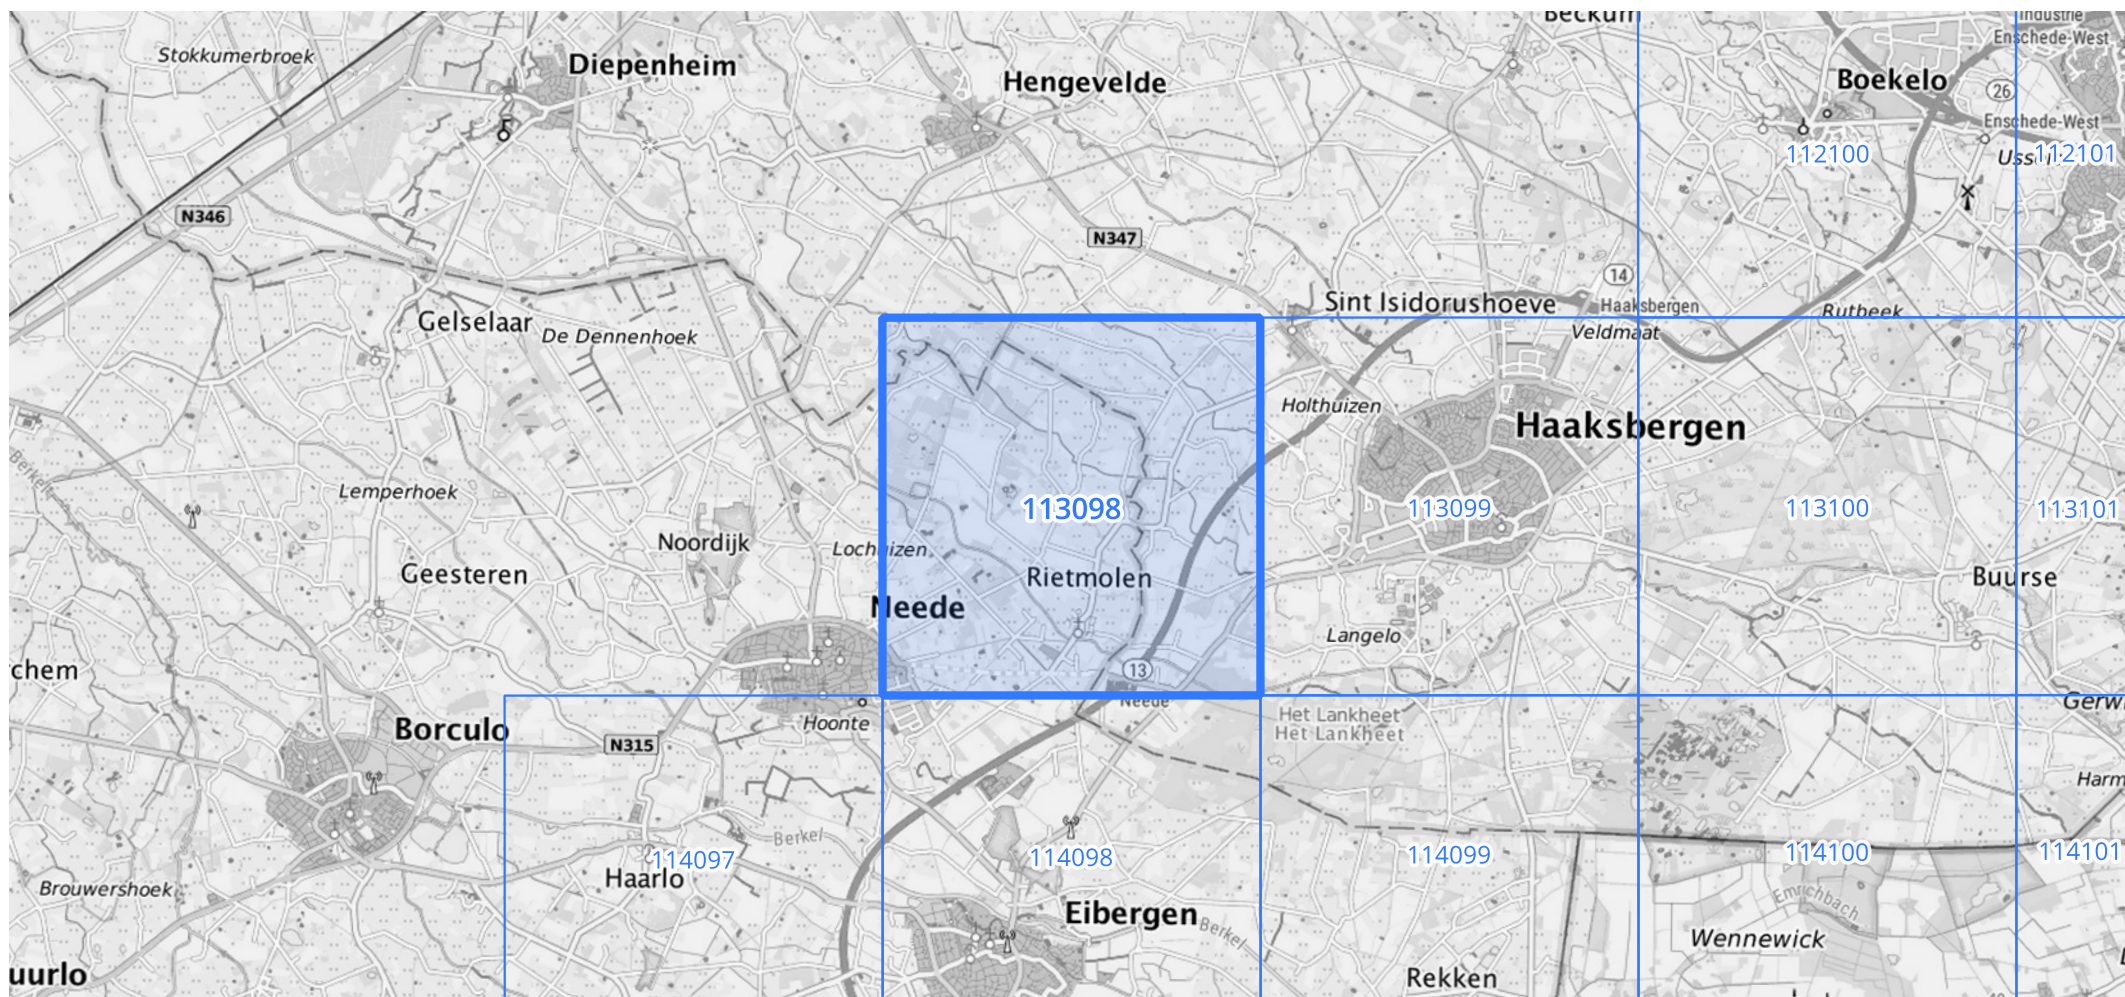 Beckum
Industrie
Enschede-West
Stokkumerbroek
Diepenheim
Hengevelde
Boekelo
26
Enschede-West
112100
112101
N346
N347
14
Sint Isidorushoeve
Haaksbergen
Rutbeek
Gelselaar
De Dennenhoek
Veldmaat
Holthuizen
Haaksbergen
Berkel
Lemperhoek
113098
113099
113100
113101
Noordijk
Lochuizen
Geesteren
Rietmolen
Buurse
Neede
Langelo
chem
13
Neede
Gerw
Borculo
Hoonte
Het Lankheet
Het Lankheet
N315
Harm
Berkel
114097
114098
114099
114100
114101
Haarlo
Brouwershoek
Emrichbach
Eibergen
Berkel
Wennewick
uurlo
Rekken